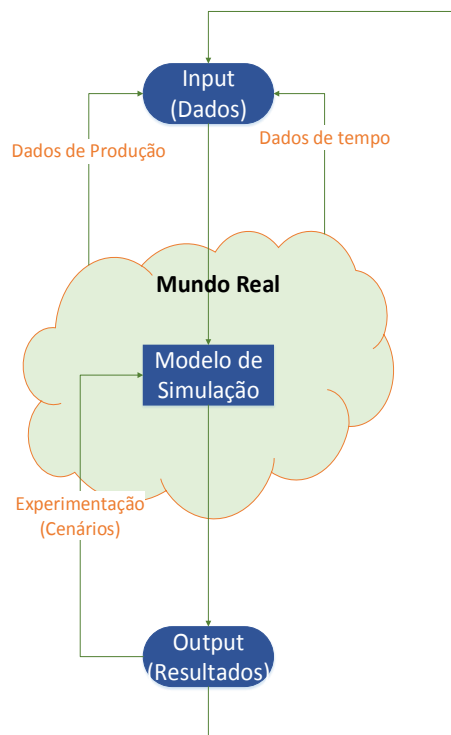 Input
(Dados)
Dados de Produção
Dados de tempo
Mundo Real
Modelo de
Simulação
Experimentação
(Cenários)
Output
(Resultados)